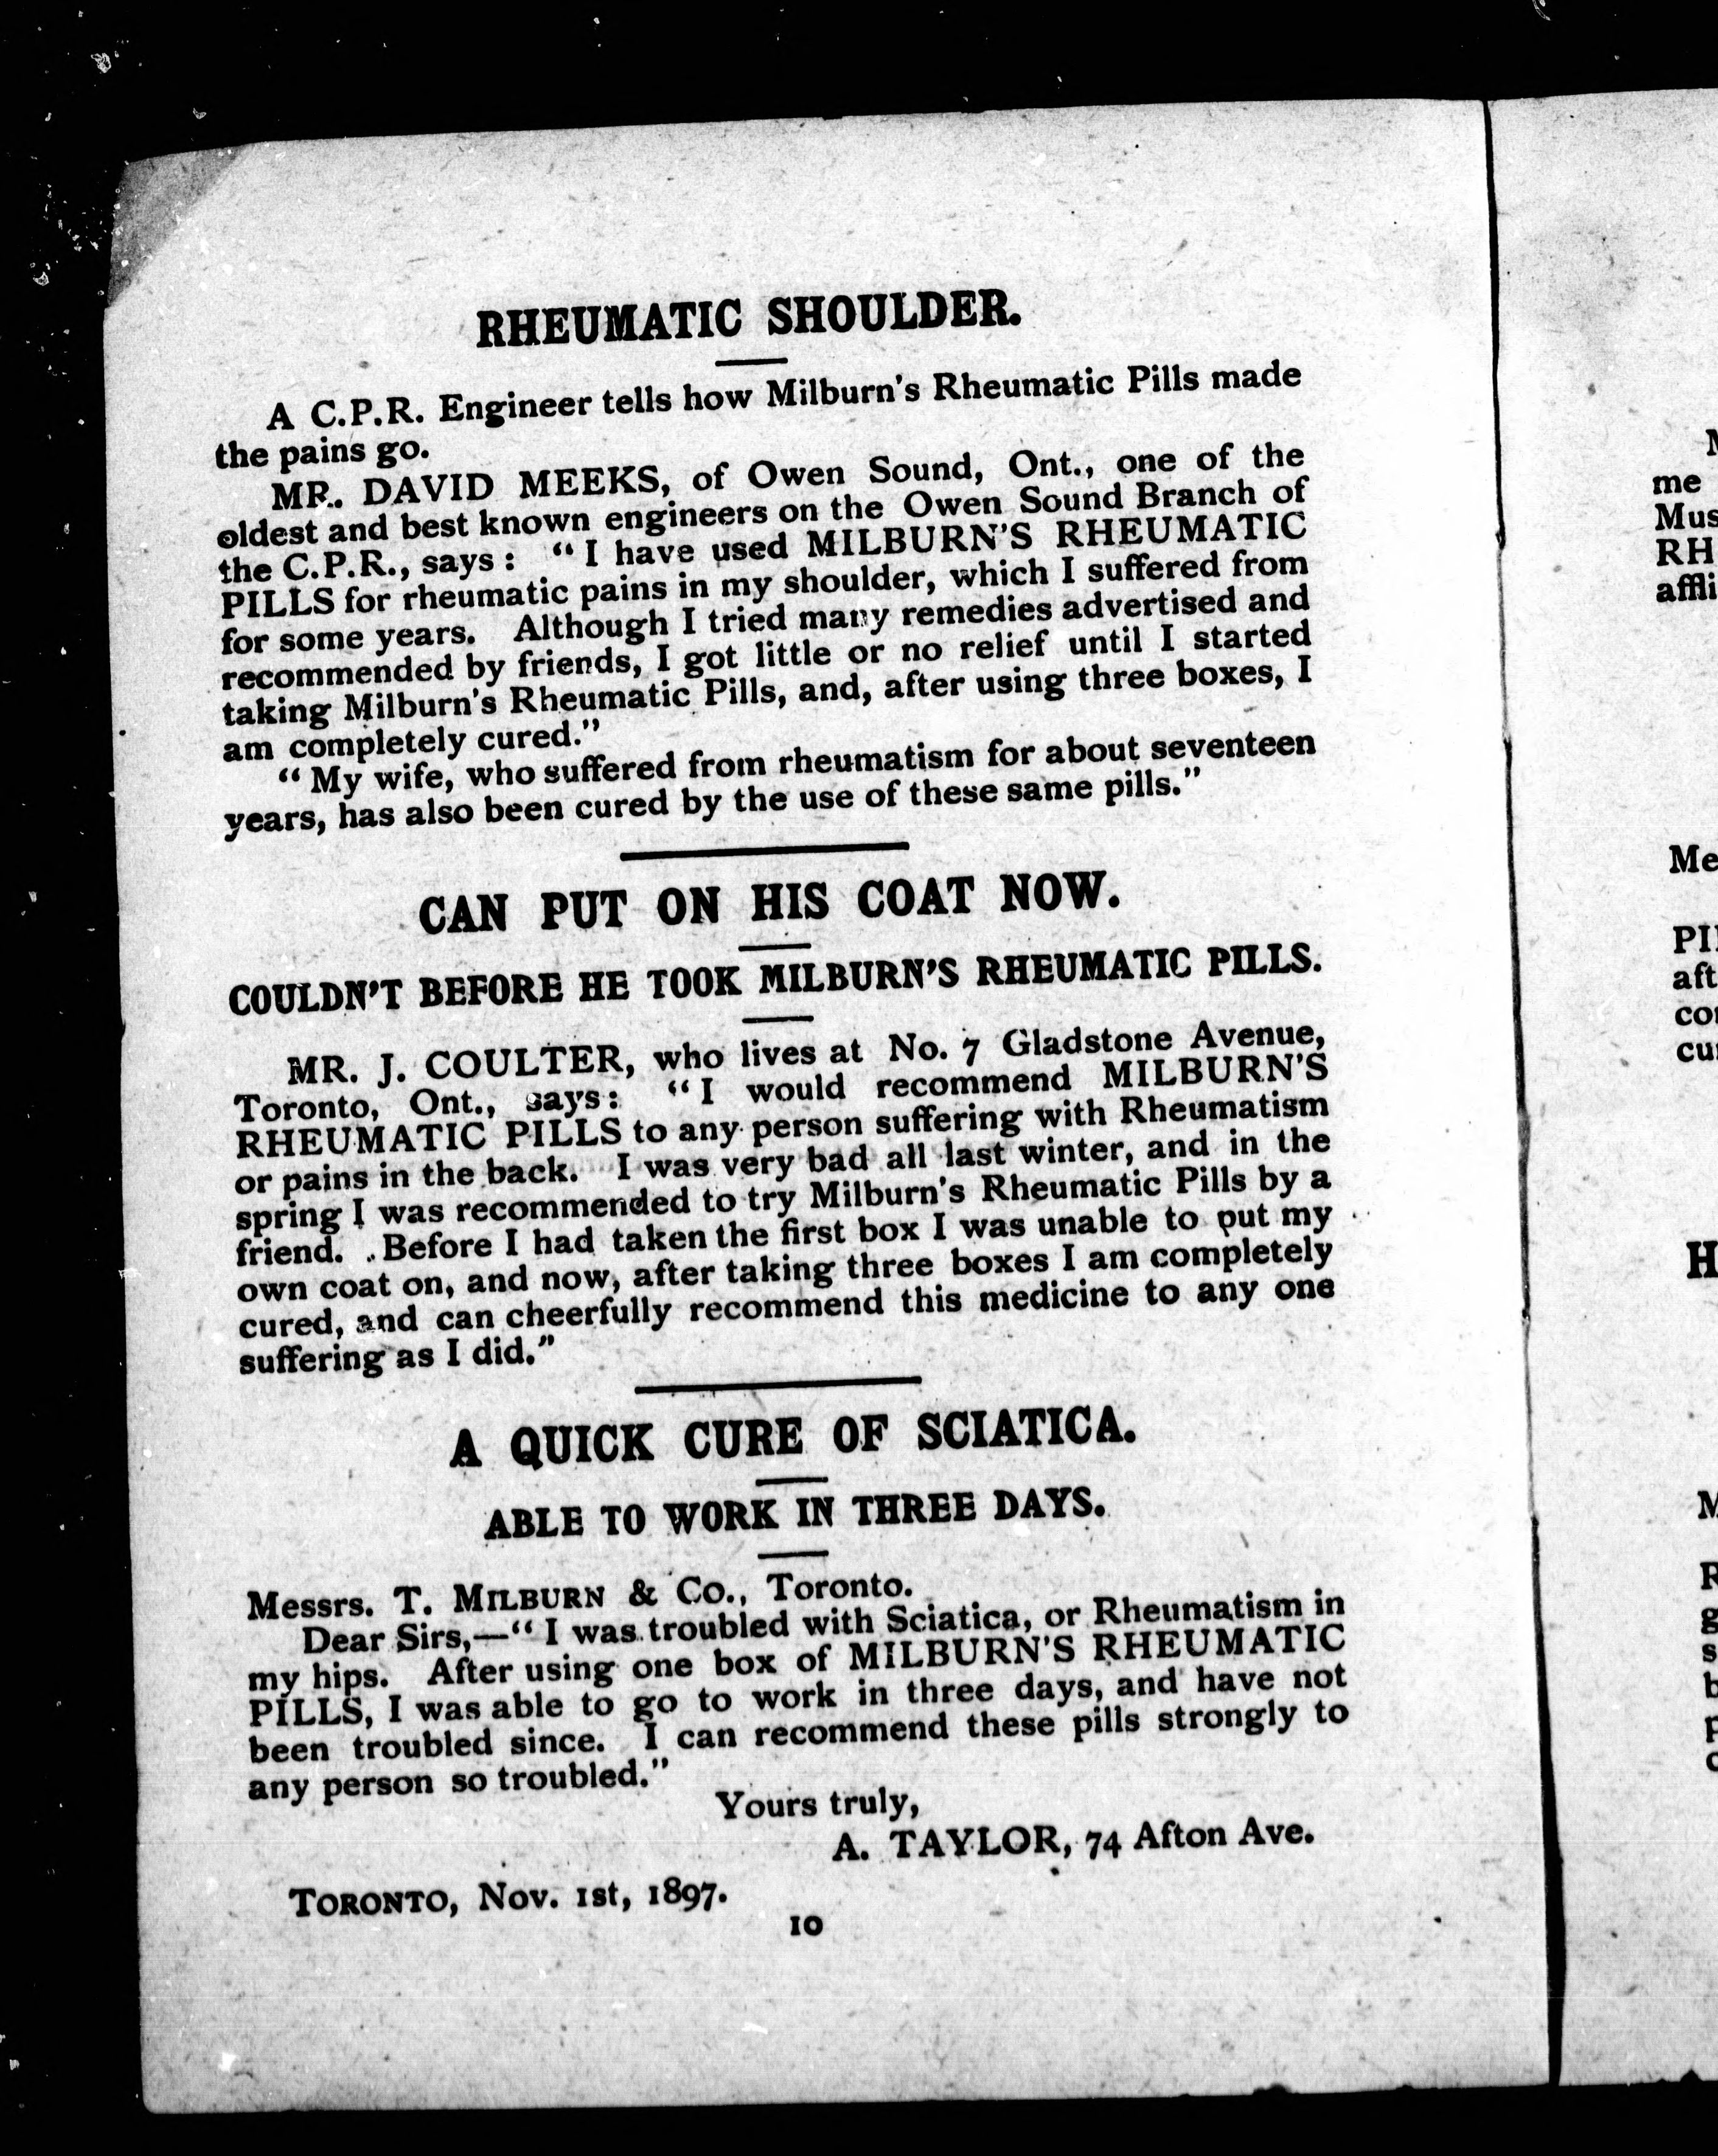 RHEUMATIC SHOULDER.
A C.P.R. Engineer tells how Milburn's Rheumatic Pills made
the pains go.
MR. DAVID MEEKS, of Owen Sound, Ont., one of the
oldest and best known engineers on the Owen Sound Branch of
the C.P.R., says: "I have used MILBURN'S RHEUMATIC
PILLS for rheumatic pains in my shoulder, which I suffered from
for some years. Although I tried many remedies advertised and
recommended by friends, I got little or no relief until I started
taking Milburn's Rheumatic Pills, and, after using three boxes, I
am completely cured."
"My wife, who suffered from rheumatism for about seventeen
years, has also been cured by the use of these same pills."
CAN PUT ON HIS COAT NOW.
COULDN'T BEFORE HE TOOK MILBURN'S RHEUMATIC PILLS.
MR. J. COULTER, who lives at No. 7 Gladstone Avenue,
Toronto, Ont., says: "I would recommend MILBURN'S
RHEUMATIC PILLS to any person suffering with Rheumatism
or pains in the back. I was very bad all last winter, and in the
spring I was recommended to try Milburn's Rheumatic Pills by a
friend. Before I had taken the first box I was unable to put my
own coat on, and now, after taking three boxes I am completely
cured, and can cheerfully recommend this medicine to any one
suffering as I did."
A QUICK CURE OF SCIATICA.
ABLE TO WORK IN THREE DAYS.
Messrs. T. MILBURN & Co., Toronto.
Dear Sirs,—"I was troubled with Sciatica, or Rheumatism in
my hips. After using one box of MILBURN'S RHEUMATIC
PILLS, I was able to go to work in three days, and have not
been troubled since. I can recommend these pills strongly to
any person so troubled."
Yours truly,
A. TAYLOR, 74 Afton Ave.
TORONTO, Nov. 1st, 1897.
10
me